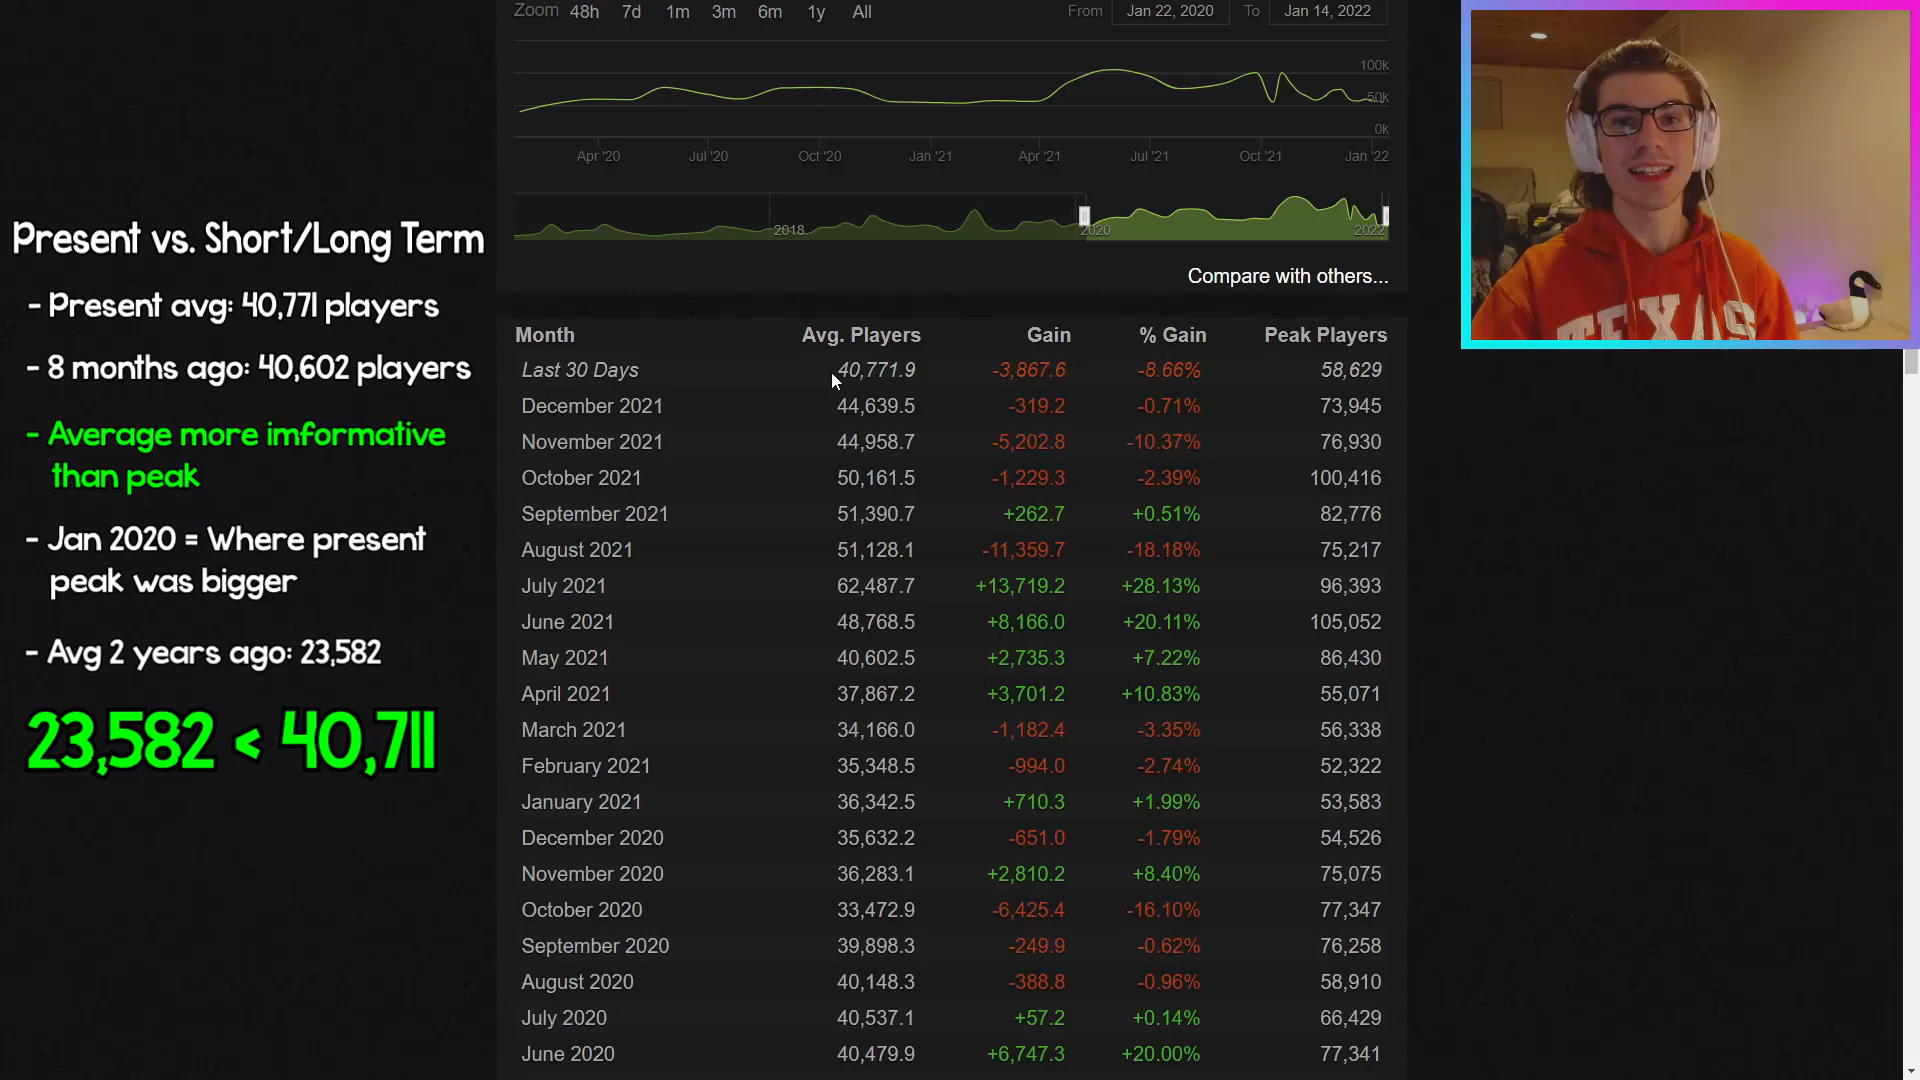 Zoom 48h 7d 1m 3m 6m 1y All From Jan 22, 2020 To Jan 14, 2022
100k
50k
0k
Apr '20 Jul '20 Oct '20 Jan '21 Apr '21 Jul '21 Oct '21 Jan '22
2018 2020 2022
Compare with others...
Present vs. Short/Long Term
- Present avg: 40,771 players
- 8 months ago: 40,602 players
- Average more imformative
than peak
- Jan 2020 = Where present
peak was bigger
- Avg 2 years ago: 23,582
23,582 < 40,711
Month Avg. Players Gain % Gain Peak Players
Last 30 Days 40,771.9 -3,867.6 -8.66% 58,629
December 2021 44,639.5 -319.2 -0.71% 73,945
November 2021 44,958.7 -5,202.8 -10.37% 76,930
October 2021 50,161.5 -1,229.3 -2.39% 100,416
September 2021 51,390.7 +262.7 +0.51% 82,776
August 2021 51,128.1 -11,359.7 -18.18% 75,217
July 2021 62,487.7 +13,719.2 +28.13% 96,393
June 2021 48,768.5 +8,166.0 +20.11% 105,052
May 2021 40,602.5 +2,735.3 +7.22% 86,430
April 2021 37,867.2 +3,701.2 +10.83% 55,071
March 2021 34,166.0 -1,182.4 -3.35% 56,338
February 2021 35,348.5 -994.0 -2.74% 52,322
January 2021 36,342.5 +710.3 +1.99% 53,583
December 2020 35,632.2 -651.0 -1.79% 54,526
November 2020 36,283.1 +2,810.2 +8.40% 75,075
October 2020 33,472.9 -6,425.4 -16.10% 77,347
September 2020 39,898.3 -249.9 -0.62% 76,258
August 2020 40,148.3 -388.8 -0.96% 58,910
July 2020 40,537.1 +57.2 +0.14% 66,429
June 2020 40,479.9 +6,747.3 +20.00% 77,341
TEXAS